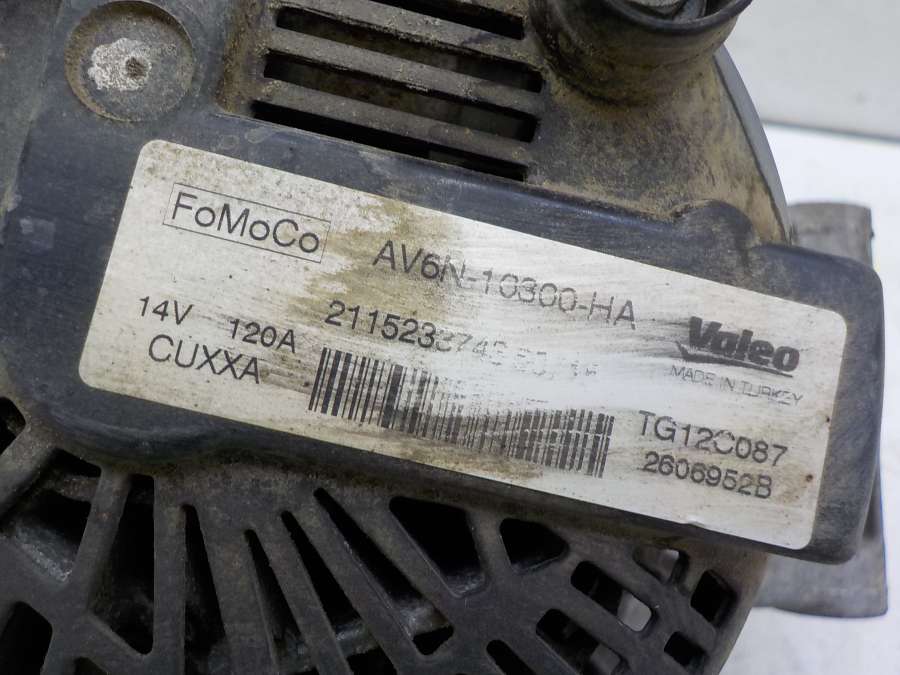 FoMoCo
AV6N-10300-HA
14V 120A
CUXXA
Valeo
MADE IN TURKEY
TG12C087
2606952B